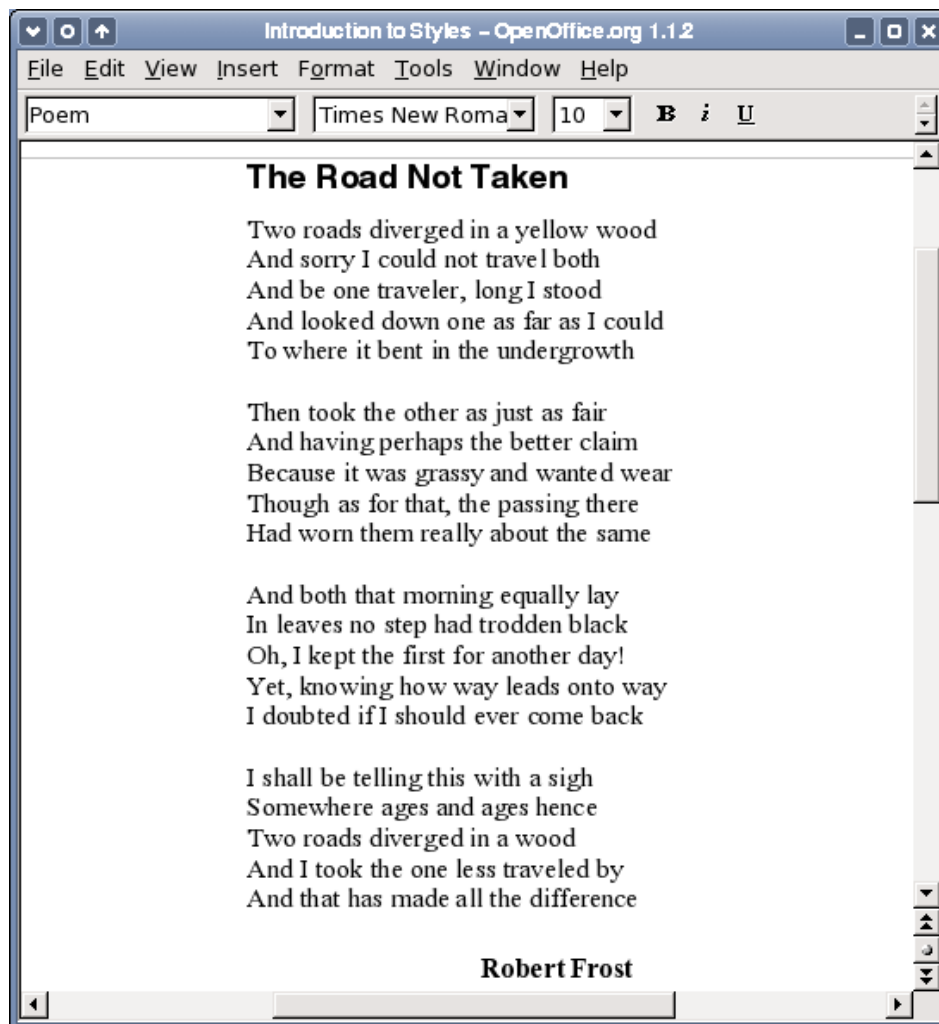 Introduction to Styles – OpenOffice.org 1.1.2
File Edit View Insert Format Tools Window Help
Poem Times New Roma 10 B i U
The Road Not Taken
Two roads diverged in a yellow wood
And sorry I could not travel both
And be one traveler, long I stood
And looked down one as far as I could
To where it bent in the undergrowth
Then took the other as just as fair
And having perhaps the better claim
Because it was grassy and wanted wear
Though as for that, the passing there
Had worn them really about the same
And both that morning equally lay
In leaves no step had trodden black
Oh, I kept the first for another day!
Yet, knowing how way leads onto way
I doubted if I should ever come back
I shall be telling this with a sigh
Somewhere ages and ages hence
Two roads diverged in a wood
And I took the one less traveled by
And that has made all the difference
Robert Frost